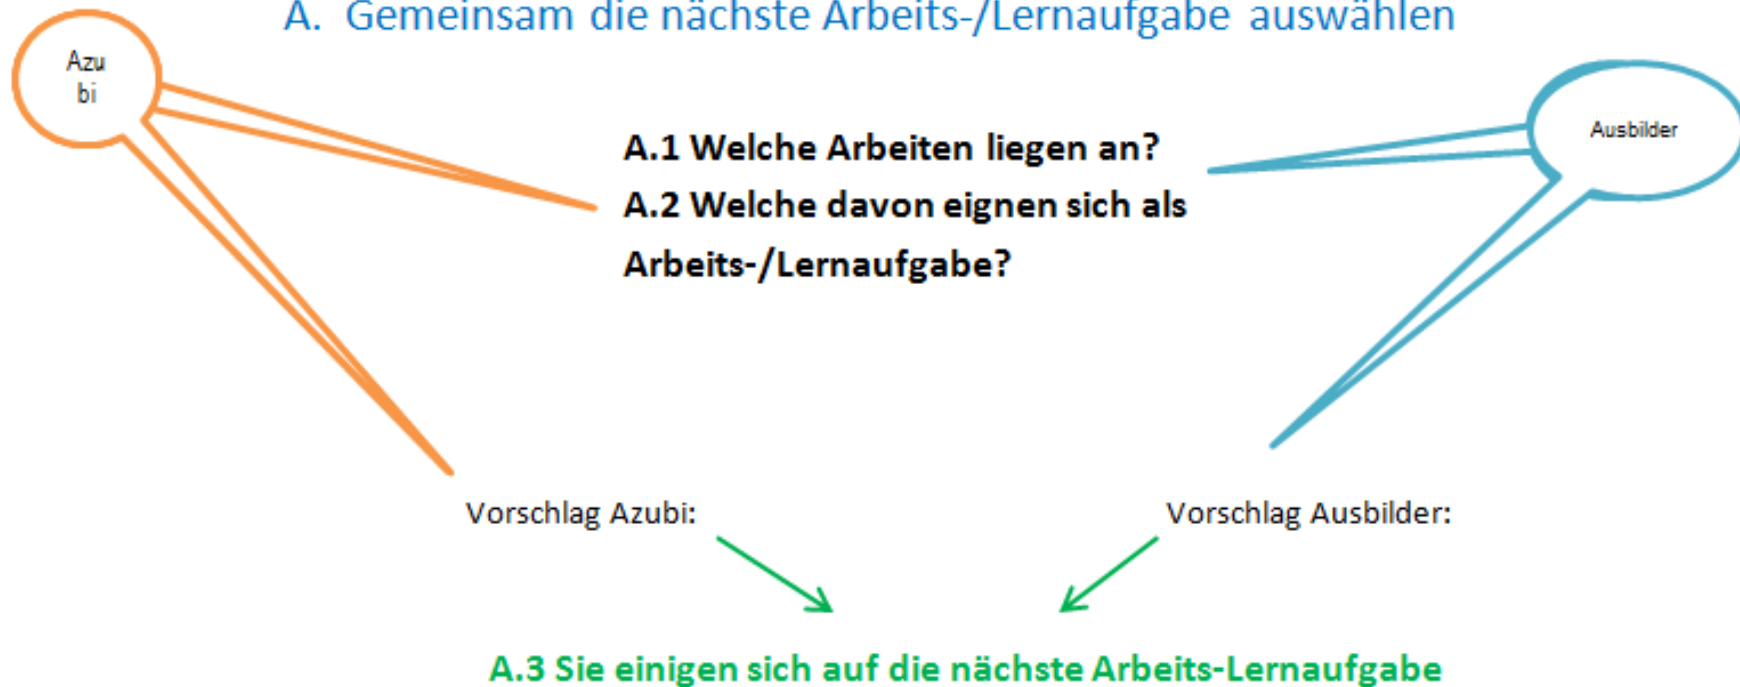 A. Gemeinsam die nächste Arbeits-/Lernaufgabe auswählen
Azu
bi
Ausbilder
A.1 Welche Arbeiten liegen an?
A.2 Welche davon eignen sich als
Arbeits-/Lernaufgabe?
Vorschlag Azubi:
Vorschlag Ausbilder:
A.3 Sie einigen sich auf die nächste Arbeits-Lernaufgabe